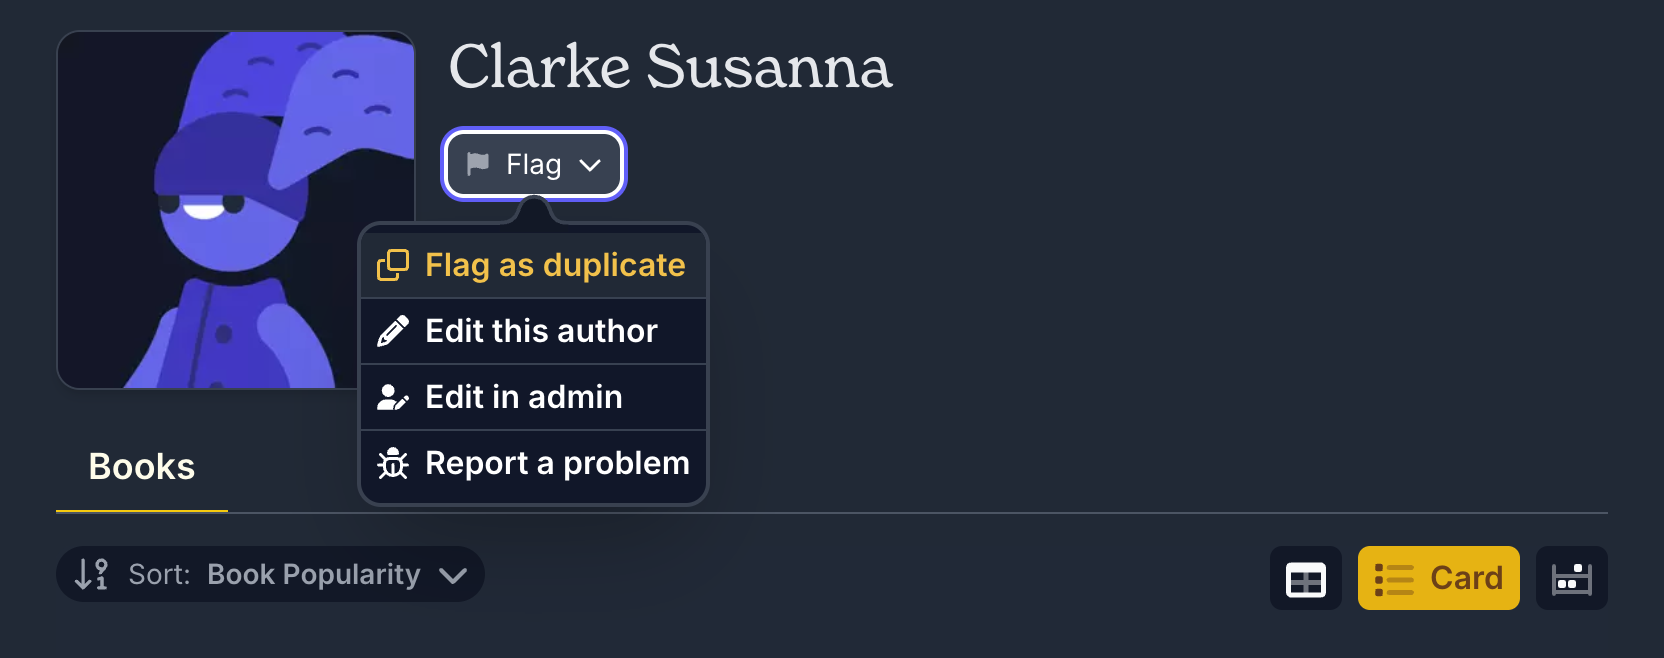 Clarke Susanna
Flag
Flag as duplicate
Edit this author
Edit in admin
Report a problem
Books
Sort: Book Popularity
Card